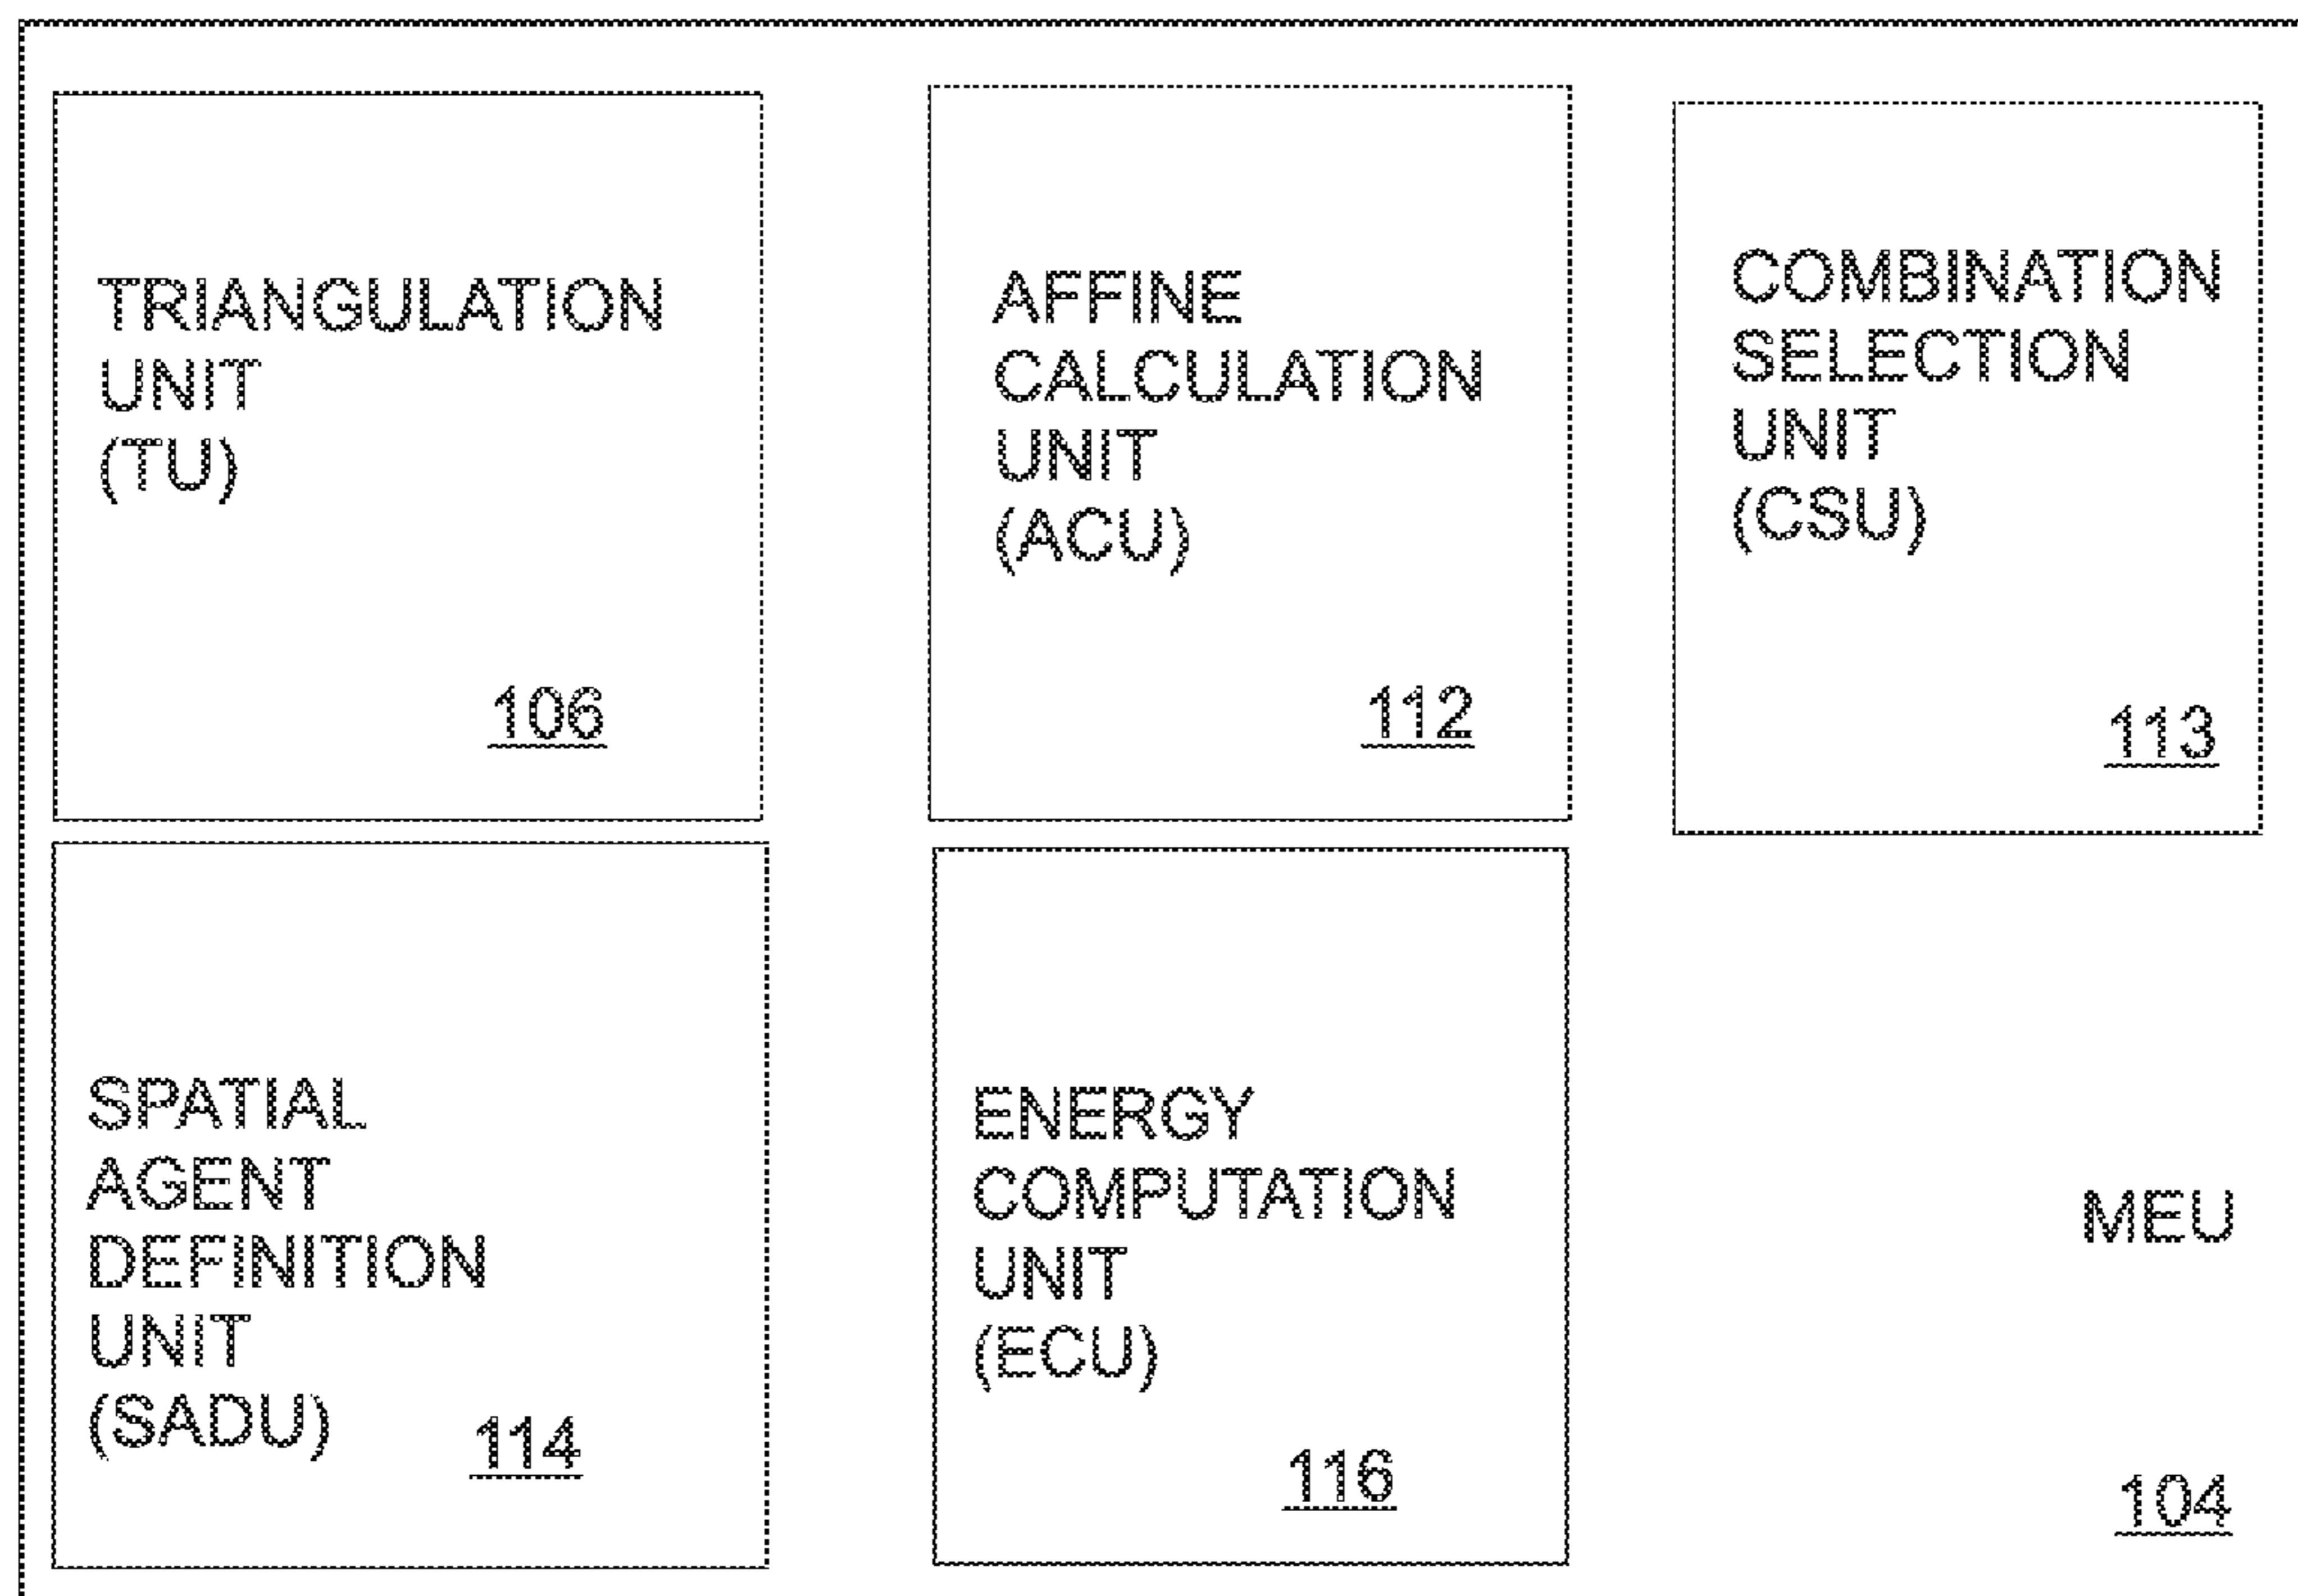 TRIANGULATION
UNIT
(TU)
106
AFFINE
CALCULATION
UNIT
(ACU)
112
COMBINATION
SELECTION
UNIT
(CSU)
113
SPATIAL
AGENT
DEFINITION
UNIT
(SADU)
114
ENERGY
COMPUTATION
UNIT
(ECU)
116
MEU
104